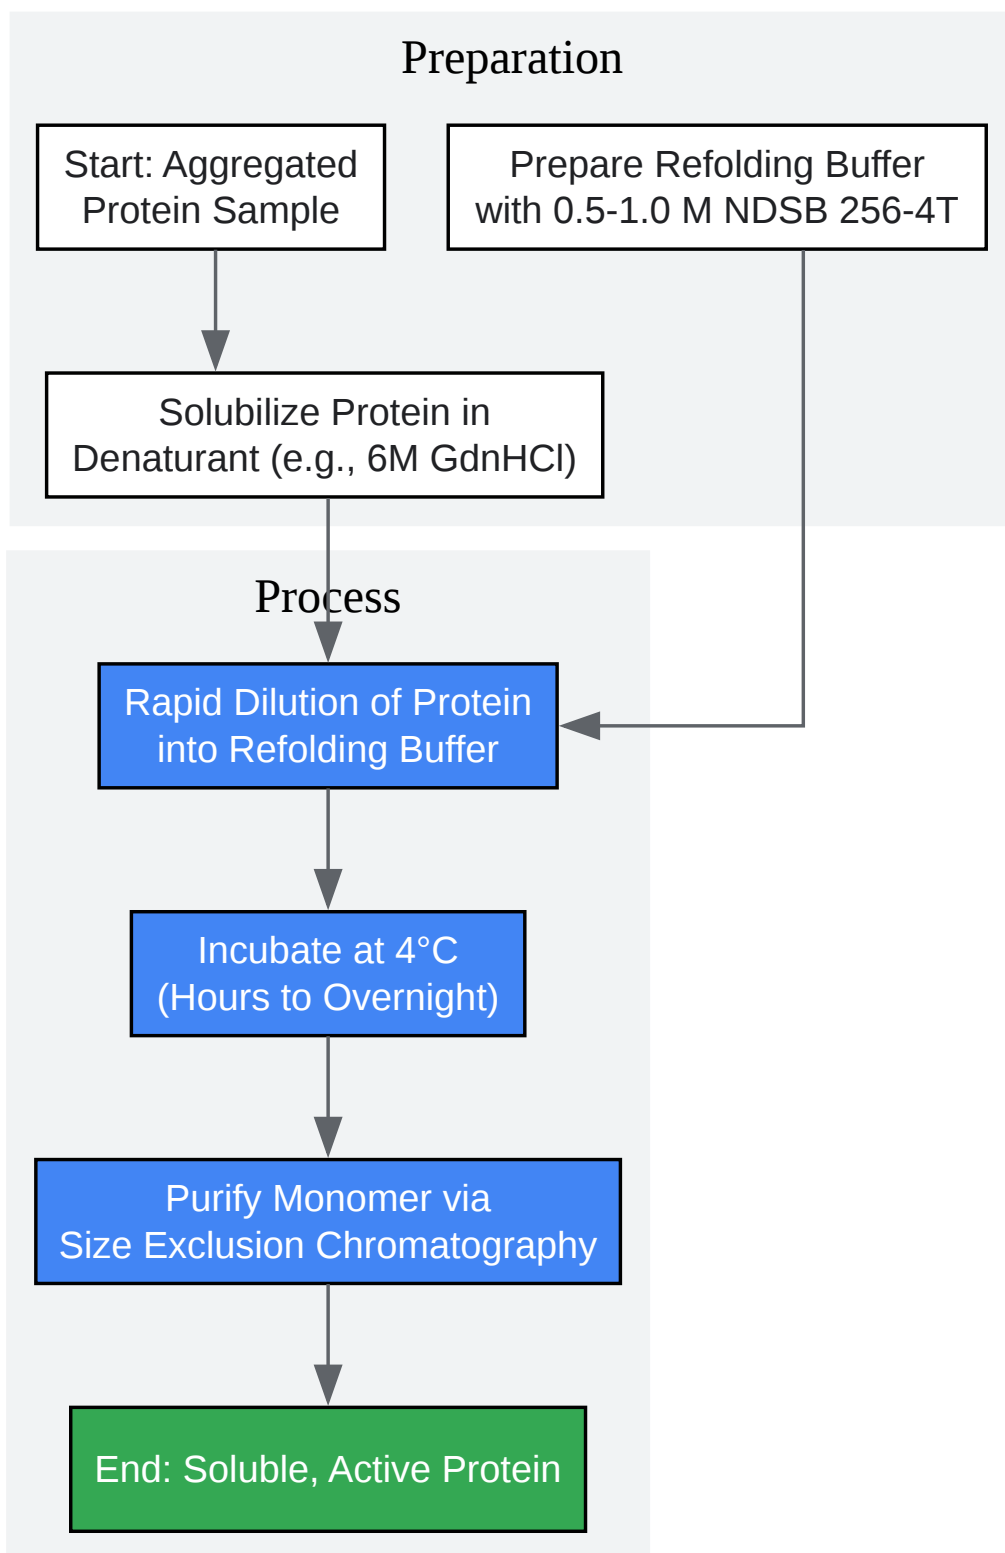 Preparation
Start: Aggregated
Protein Sample
Prepare Refolding Buffer
with 0.5-1.0 M NDSB 256-4T
Solubilize Protein in
Denaturant (e.g., 6M GdnHCl)
Process
Rapid Dilution of Protein
into Refolding Buffer
Incubate at 4°C
(Hours to Overnight)
Purify Monomer via
Size Exclusion Chromatography
End: Soluble, Active Protein